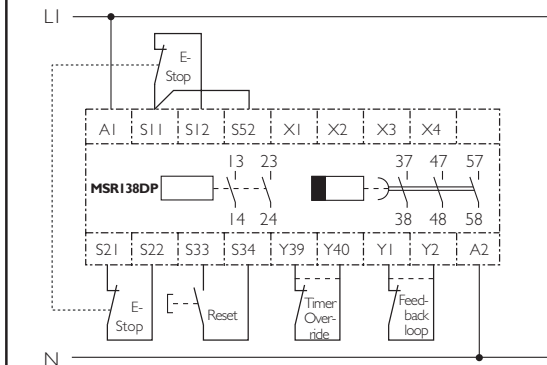 L1
E-
Stop
A1 S11 S12 S52 X1 X2 X3 X4
13 23 37 47 57
MSR138DP
14 24 38 48 58
S21 S22 S33 S34 Y39 Y40 Y1 Y2 A2
E-
Stop
Reset
Timer
Over-
ride
Feed-
back
loop
N